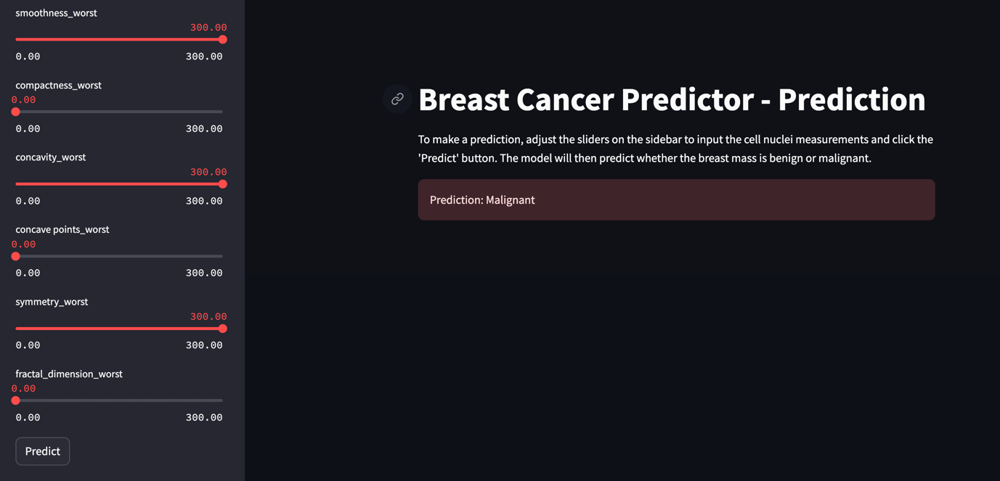 smoothness_worst
300.00
0.00 300.00
compactness_worst
0.00
0.00 300.00
concavity_worst
300.00
0.00 300.00
concave points_worst
0.00
0.00 300.00
symmetry_worst
300.00
0.00 300.00
fractal_dimension_worst
0.00
0.00 300.00
Predict
Breast Cancer Predictor - Prediction
To make a prediction, adjust the sliders on the sidebar to input the cell nuclei measurements and click the
'Predict' button. The model will then predict whether the breast mass is benign or malignant.
Prediction: Malignant